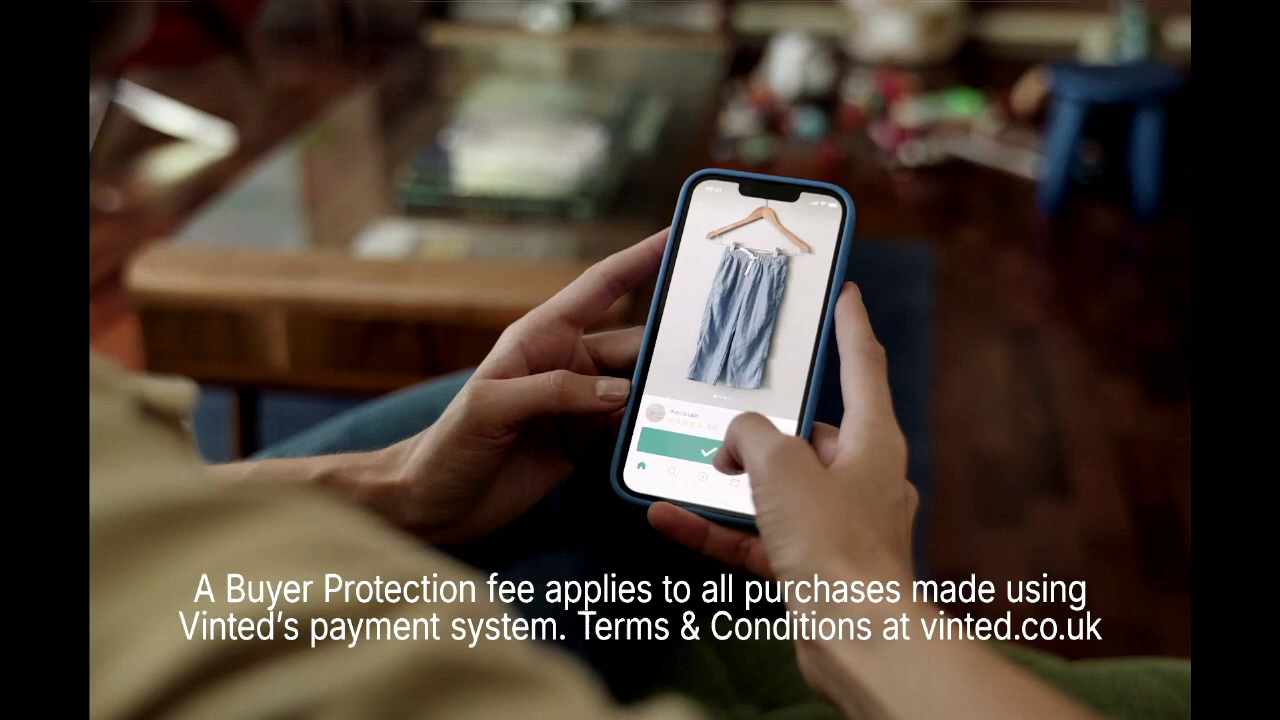 A Buyer Protection fee applies to all purchases made using
Vinted's payment system. Terms & Conditions at vinted.co.uk